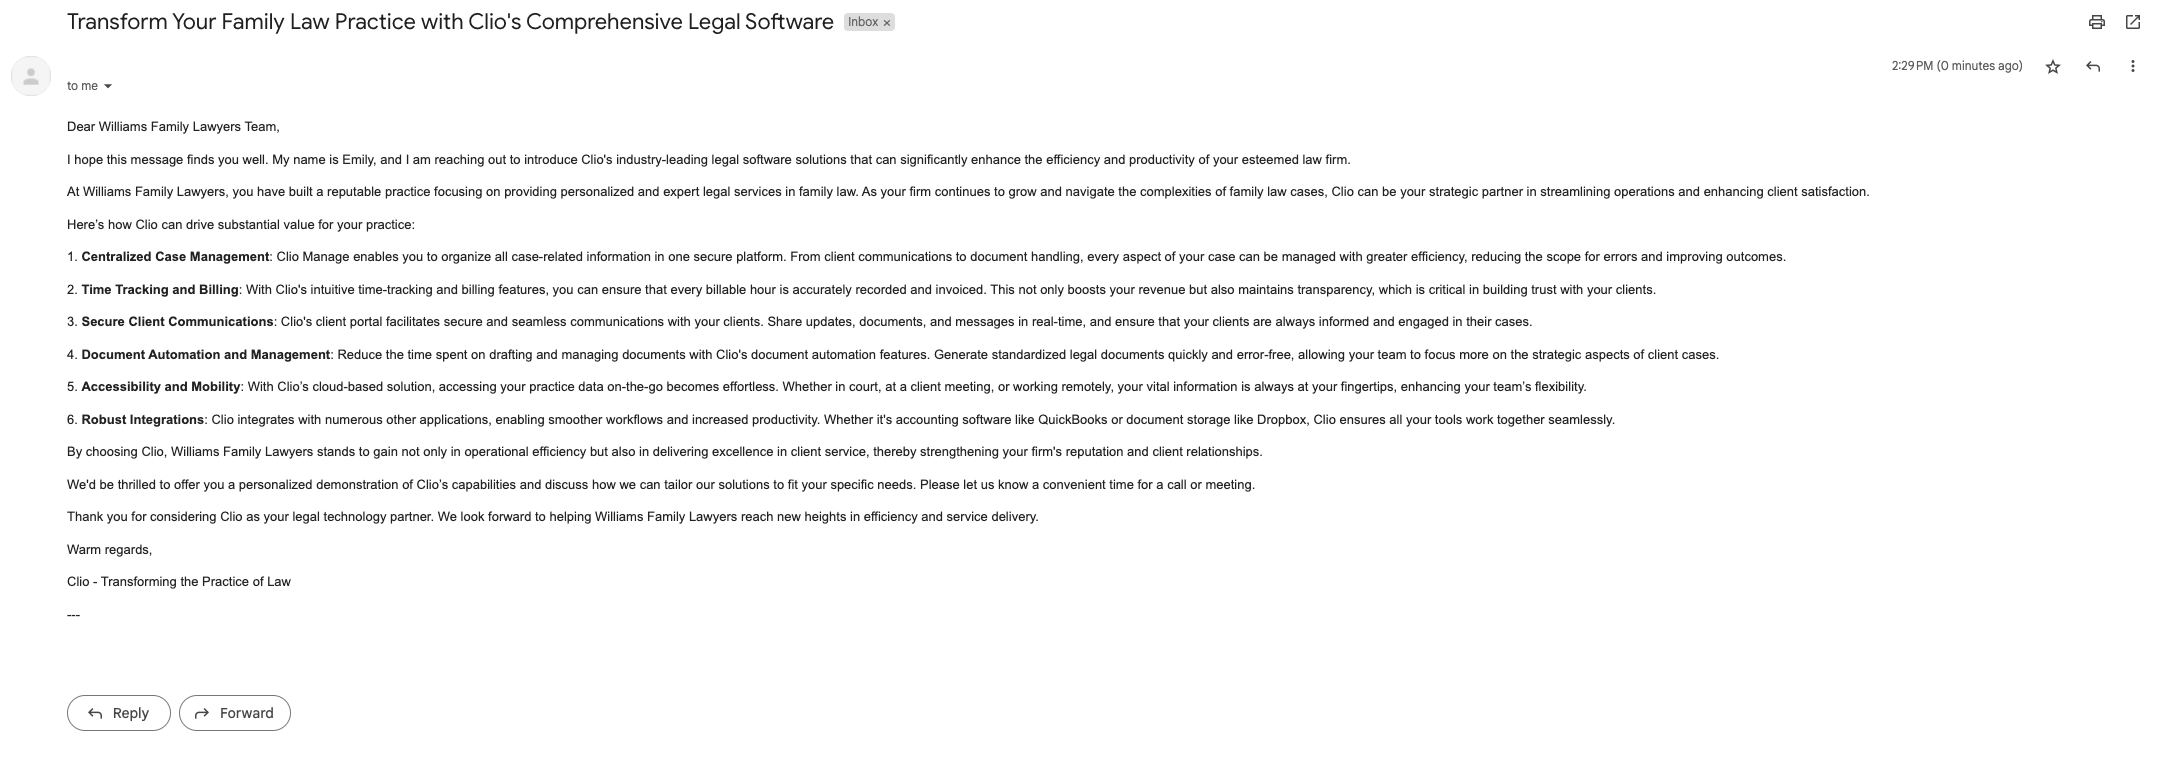 Transform Your Family Law Practice with Clio's Comprehensive Legal Software Inbox ×
2:29 PM (0 minutes ago)
to me
Dear Williams Family Lawyers Team,
I hope this message finds you well. My name is Emily, and I am reaching out to introduce Clio's industry-leading legal software solutions that can significantly enhance the efficiency and productivity of your esteemed law firm.
At Williams Family Lawyers, you have built a reputable practice focusing on providing personalized and expert legal services in family law. As your firm continues to grow and navigate the complexities of family law cases, Clio can be your strategic partner in streamlining operations and enhancing client satisfaction.
Here’s how Clio can drive substantial value for your practice:
1. Centralized Case Management: Clio Manage enables you to organize all case-related information in one secure platform. From client communications to document handling, every aspect of your case can be managed with greater efficiency, reducing the scope for errors and improving outcomes.
2. Time Tracking and Billing: With Clio's intuitive time-tracking and billing features, you can ensure that every billable hour is accurately recorded and invoiced. This not only boosts your revenue but also maintains transparency, which is critical in building trust with your clients.
3. Secure Client Communications: Clio's client portal facilitates secure and seamless communications with your clients. Share updates, documents, and messages in real-time, and ensure that your clients are always informed and engaged in their cases.
4. Document Automation and Management: Reduce the time spent on drafting and managing documents with Clio's document automation features. Generate standardized legal documents quickly and error-free, allowing your team to focus more on the strategic aspects of client cases.
5. Accessibility and Mobility: With Clio’s cloud-based solution, accessing your practice data on-the-go becomes effortless. Whether in court, at a client meeting, or working remotely, your vital information is always at your fingertips, enhancing your team’s flexibility.
6. Robust Integrations: Clio integrates with numerous other applications, enabling smoother workflows and increased productivity. Whether it's accounting software like QuickBooks or document storage like Dropbox, Clio ensures all your tools work together seamlessly.
By choosing Clio, Williams Family Lawyers stands to gain not only in operational efficiency but also in delivering excellence in client service, thereby strengthening your firm's reputation and client relationships.
We'd be thrilled to offer you a personalized demonstration of Clio’s capabilities and discuss how we can tailor our solutions to fit your specific needs. Please let us know a convenient time for a call or meeting.
Thank you for considering Clio as your legal technology partner. We look forward to helping Williams Family Lawyers reach new heights in efficiency and service delivery.
Warm regards,
Clio - Transforming the Practice of Law
---
Reply Forward